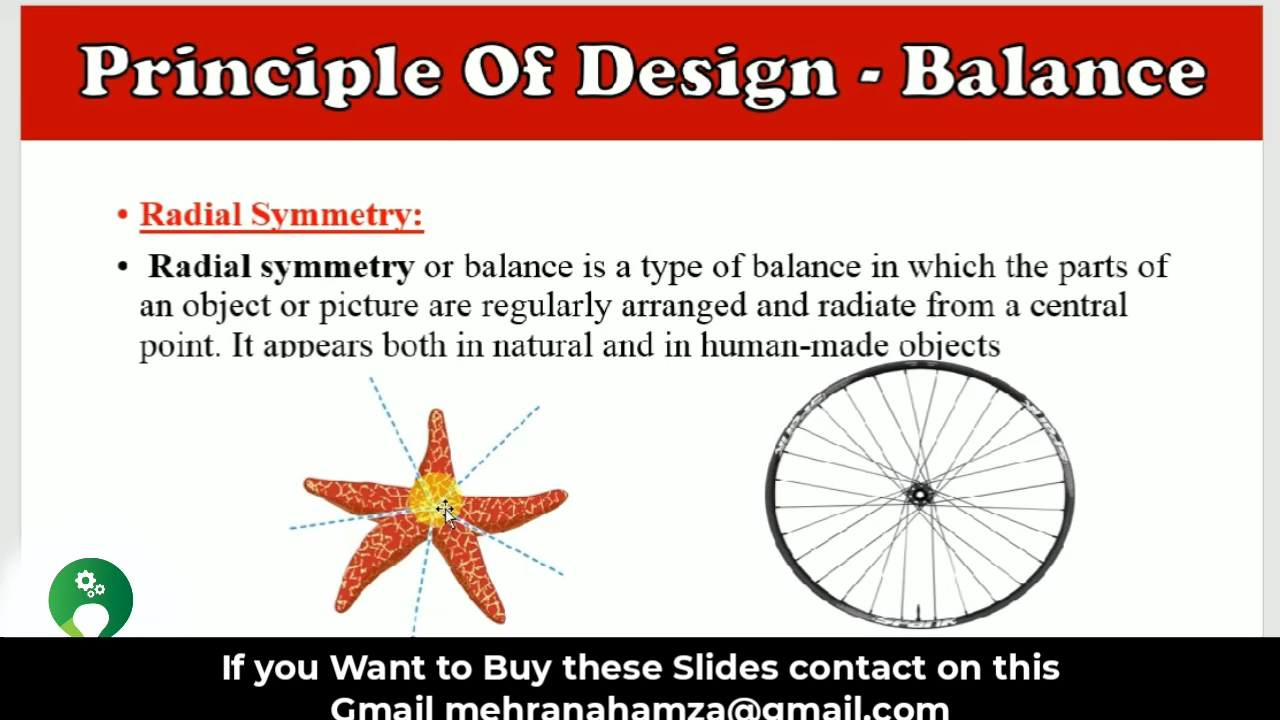 Principle Of Design - Balance
• Radial Symmetry:
• Radial symmetry or balance is a type of balance in which the parts of
an object or picture are regularly arranged and radiate from a central
point. It appears both in natural and in human-made objects
If you Want to Buy these Slides contact on this
Gmail mehranahamza@gmail.com